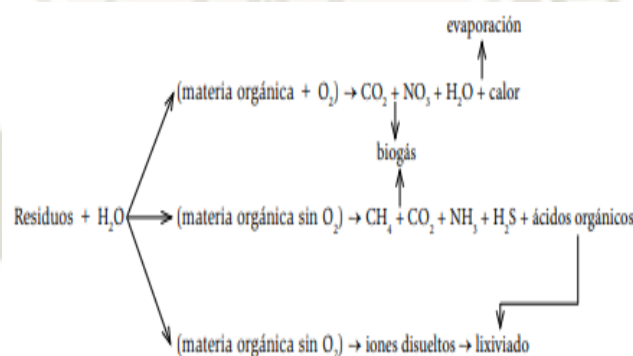 evaporación
(materia orgánica + O₂) → CO₂ + NO₃ + H₂O + calor
biogás
Residuos + H₂O
(materia orgánica sin O₂) → CH₄ + CO₂ + NH₃ + H₂S + ácidos orgánicos
(materia orgánica sin O₂) → iones disueltos → lixiviado